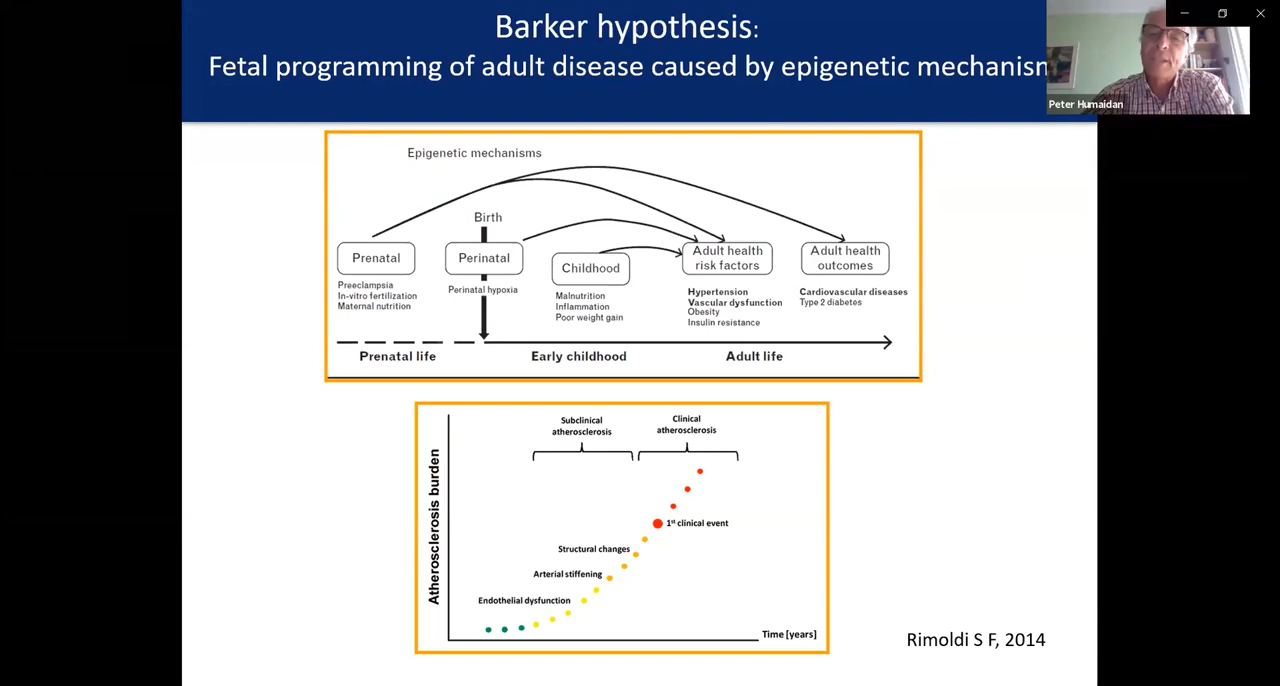 Barker hypothesis:
Fetal programming of adult disease caused by epigenetic mechanism
Peter Humaidan
Epigenetic mechanisms
Birth
Prenatal
Perinatal
Childhood
Adult health
risk factors
Adult health
outcomes
Preeclampsia
In-vitro fertilization
Maternal nutrition
Perinatal hypoxia
Malnutrition
Inflammation
Poor weight gain
Hypertension
Vascular dysfunction
Obesity
Insulin resistance
Cardiovascular diseases
Type 2 diabetes
Prenatal life
Early childhood
Adult life
Subclinical
atherosclerosis
Clinical
atherosclerosis
Atherosclerosis burden
1st clinical event
Structural changes
Arterial stiffening
Endothelial dysfunction
Time [years]
Rimoldi S F, 2014